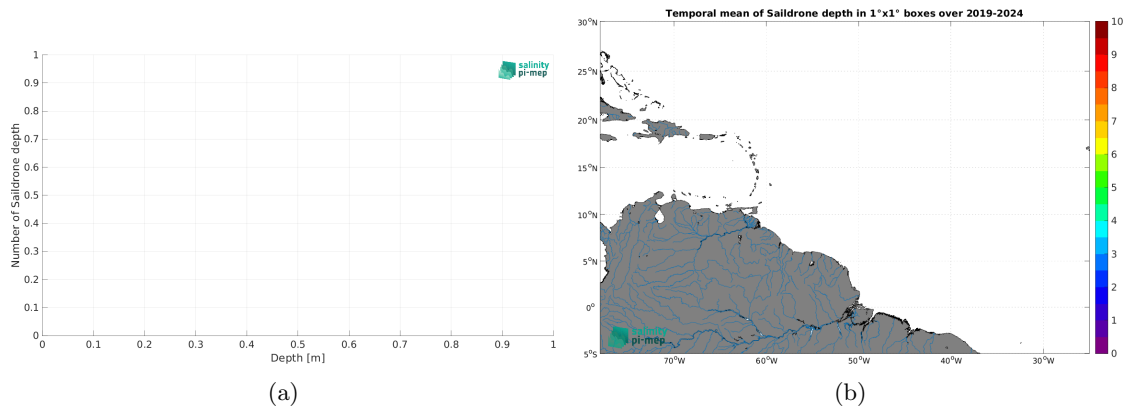 Temporal mean of Saildrone depth in 1°x1° boxes over 2019-2024
Number of Saildrone depth
1
0.9
0.8
0.7
0.6
0.5
0.4
0.3
0.2
0.1
0
0 0.1 0.2 0.3 0.4 0.5 0.6 0.7 0.8 0.9 1
Depth [m]
salinity
pi-mep
(a)
30°N
25°N
20°N
15°N
10°N
5°N
0°
5°S
70°W 60°W 50°W 40°W 30°W
salinity
pi-mep
10
9
8
7
6
5
4
3
2
1
0
(b)